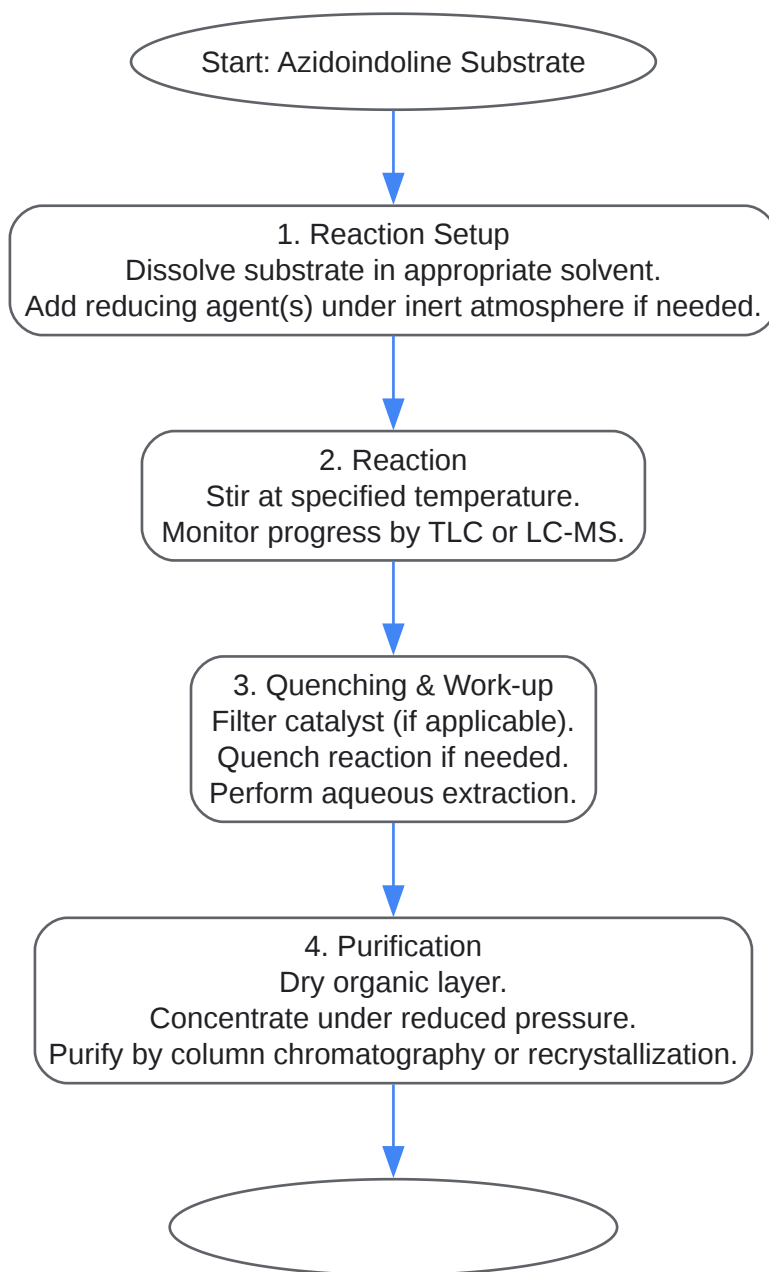 Start: Azidoindoline Substrate
1. Reaction Setup
Dissolve substrate in appropriate solvent.
Add reducing agent(s) under inert atmosphere if needed.
2. Reaction
Stir at specified temperature.
Monitor progress by TLC or LC-MS.
3. Quenching & Work-up
Filter catalyst (if applicable).
Quench reaction if needed.
Perform aqueous extraction.
4. Purification
Dry organic layer.
Concentrate under reduced pressure.
Purify by column chromatography or recrystallization.